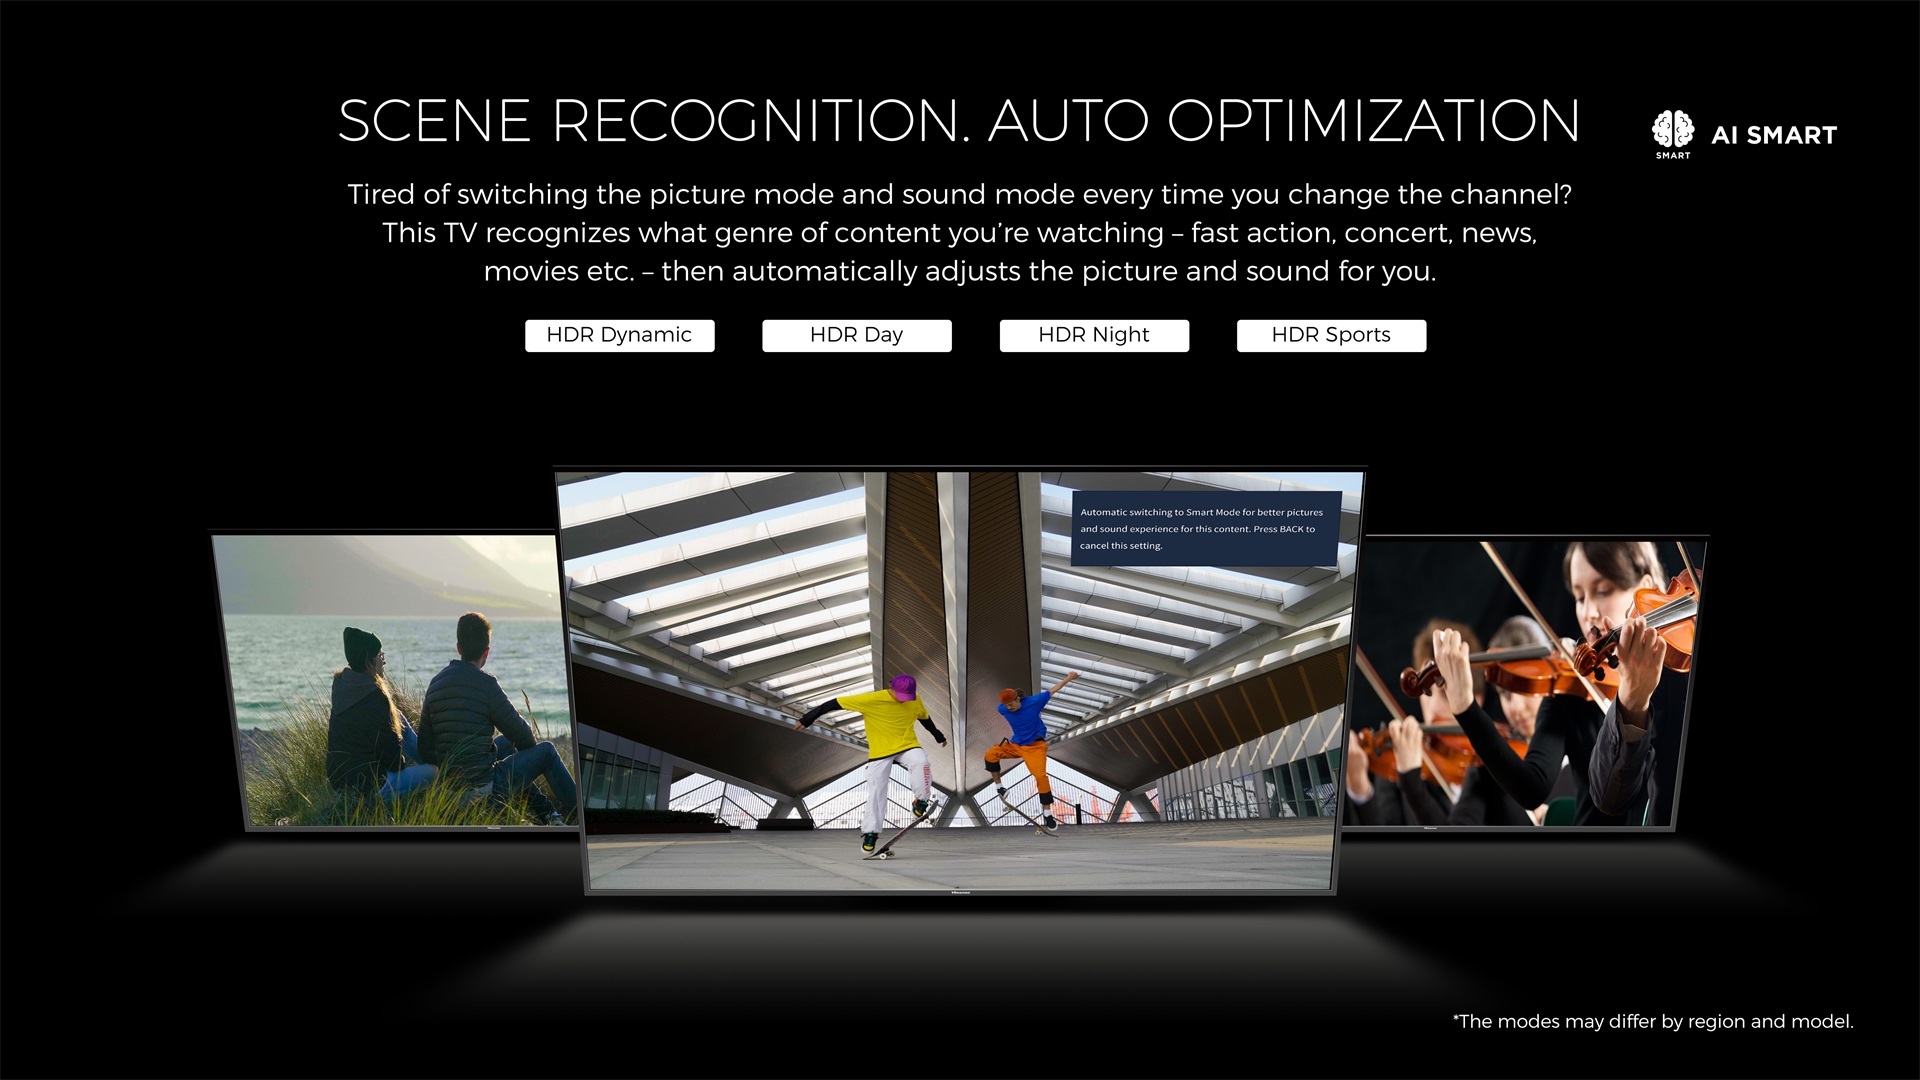 SCENE RECOGNITION. AUTO OPTIMIZATION
SMART
AI SMART
Tired of switching the picture mode and sound mode every time you change the channel?
This TV recognizes what genre of content you’re watching – fast action, concert, news,
movies etc. – then automatically adjusts the picture and sound for you.
HDR Dynamic
HDR Day
HDR Night
HDR Sports
Automatic switching to Smart Mode for better pictures
and sound experience for this content. Press BACK to
cancel this setting.
Hisense
*The modes may differ by region and model.